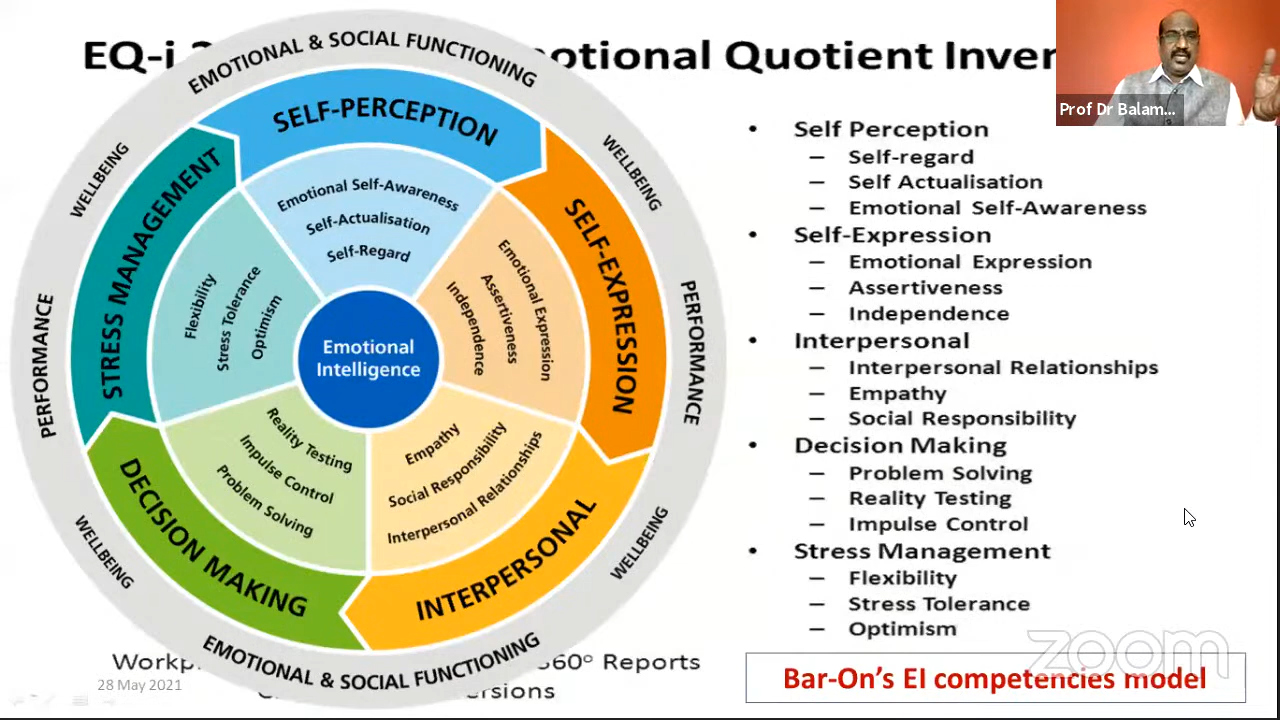 EQ-i
otional Quotient Inven
Prof Dr Balam...
EMOTIONAL & SOCIAL FUNCTIONING
WELLBEING
PERFORMANCE
WELLBEING
EMOTIONAL & SOCIAL FUNCTIONING
WELLBEING
PERFORMANCE
WELLBEING
SELF-PERCEPTION
Emotional Self-Awareness
Self-Actualisation
Self-Regard
SELF-EXPRESSION
Emotional Expression
Assertiveness
Independence
INTERPERSONAL
Empathy
Social Responsibility
Interpersonal Relationships
DECISION MAKING
Reality Testing
Impulse Control
Problem Solving
STRESS MANAGEMENT
Flexibility
Stress Tolerance
Optimism
Emotional
Intelligence
• Self Perception
– Self-regard
– Self Actualisation
– Emotional Self-Awareness
• Self-Expression
– Emotional Expression
– Assertiveness
– Independence
• Interpersonal
– Interpersonal Relationships
– Empathy
– Social Responsibility
• Decision Making
– Problem Solving
– Reality Testing
– Impulse Control
• Stress Management
– Flexibility
– Stress Tolerance
– Optimism
zoom
Bar-On's EI competencies model
Workp
360° Reports
28 May 2021
ersions